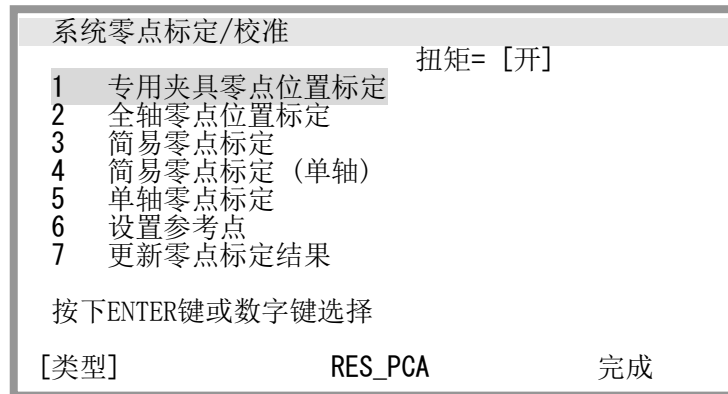 系统零点标定/校准
扭矩= [开]
1 专用夹具零点位置标定
2 全轴零点位置标定
3 简易零点标定
4 简易零点标定 (单轴)
5 单轴零点标定
6 设置参考点
7 更新零点标定结果
按下ENTER键或数字键选择
[类型] RES_PCA 完成